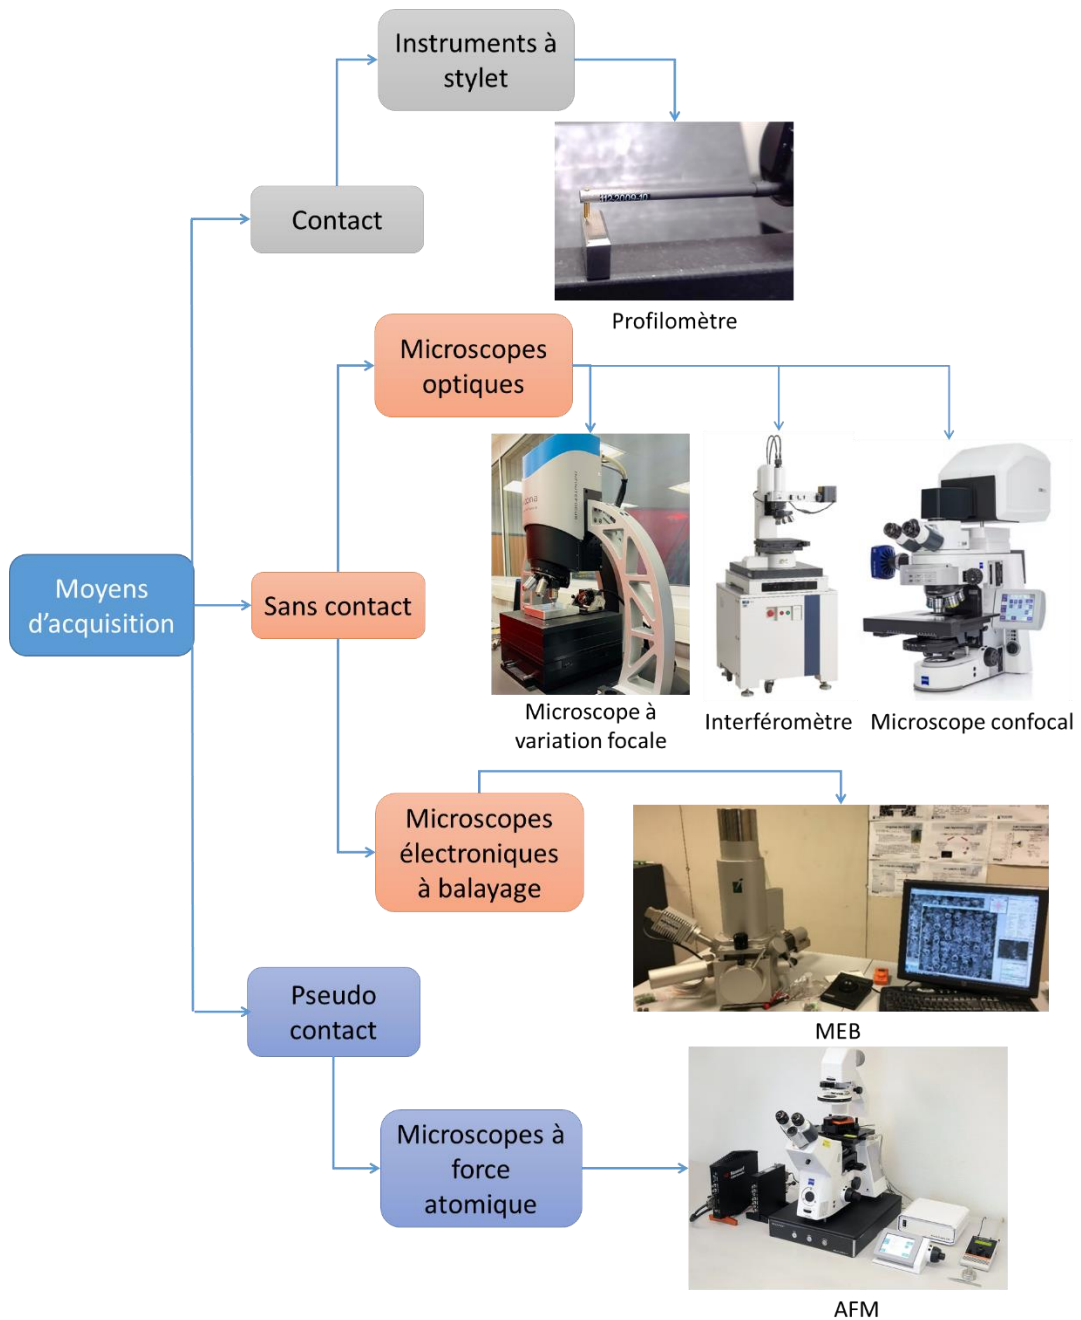 Instruments à
stylet
Contact
Profilomètre
Microscopes
optiques
Moyens
d'acquisition
Sans contact
Microscope à
variation focale
Interféromètre
Microscope confocal
Microscopes
électroniques
à balayage
MEB
Pseudo
contact
Microscopes à
force
atomique
AFM